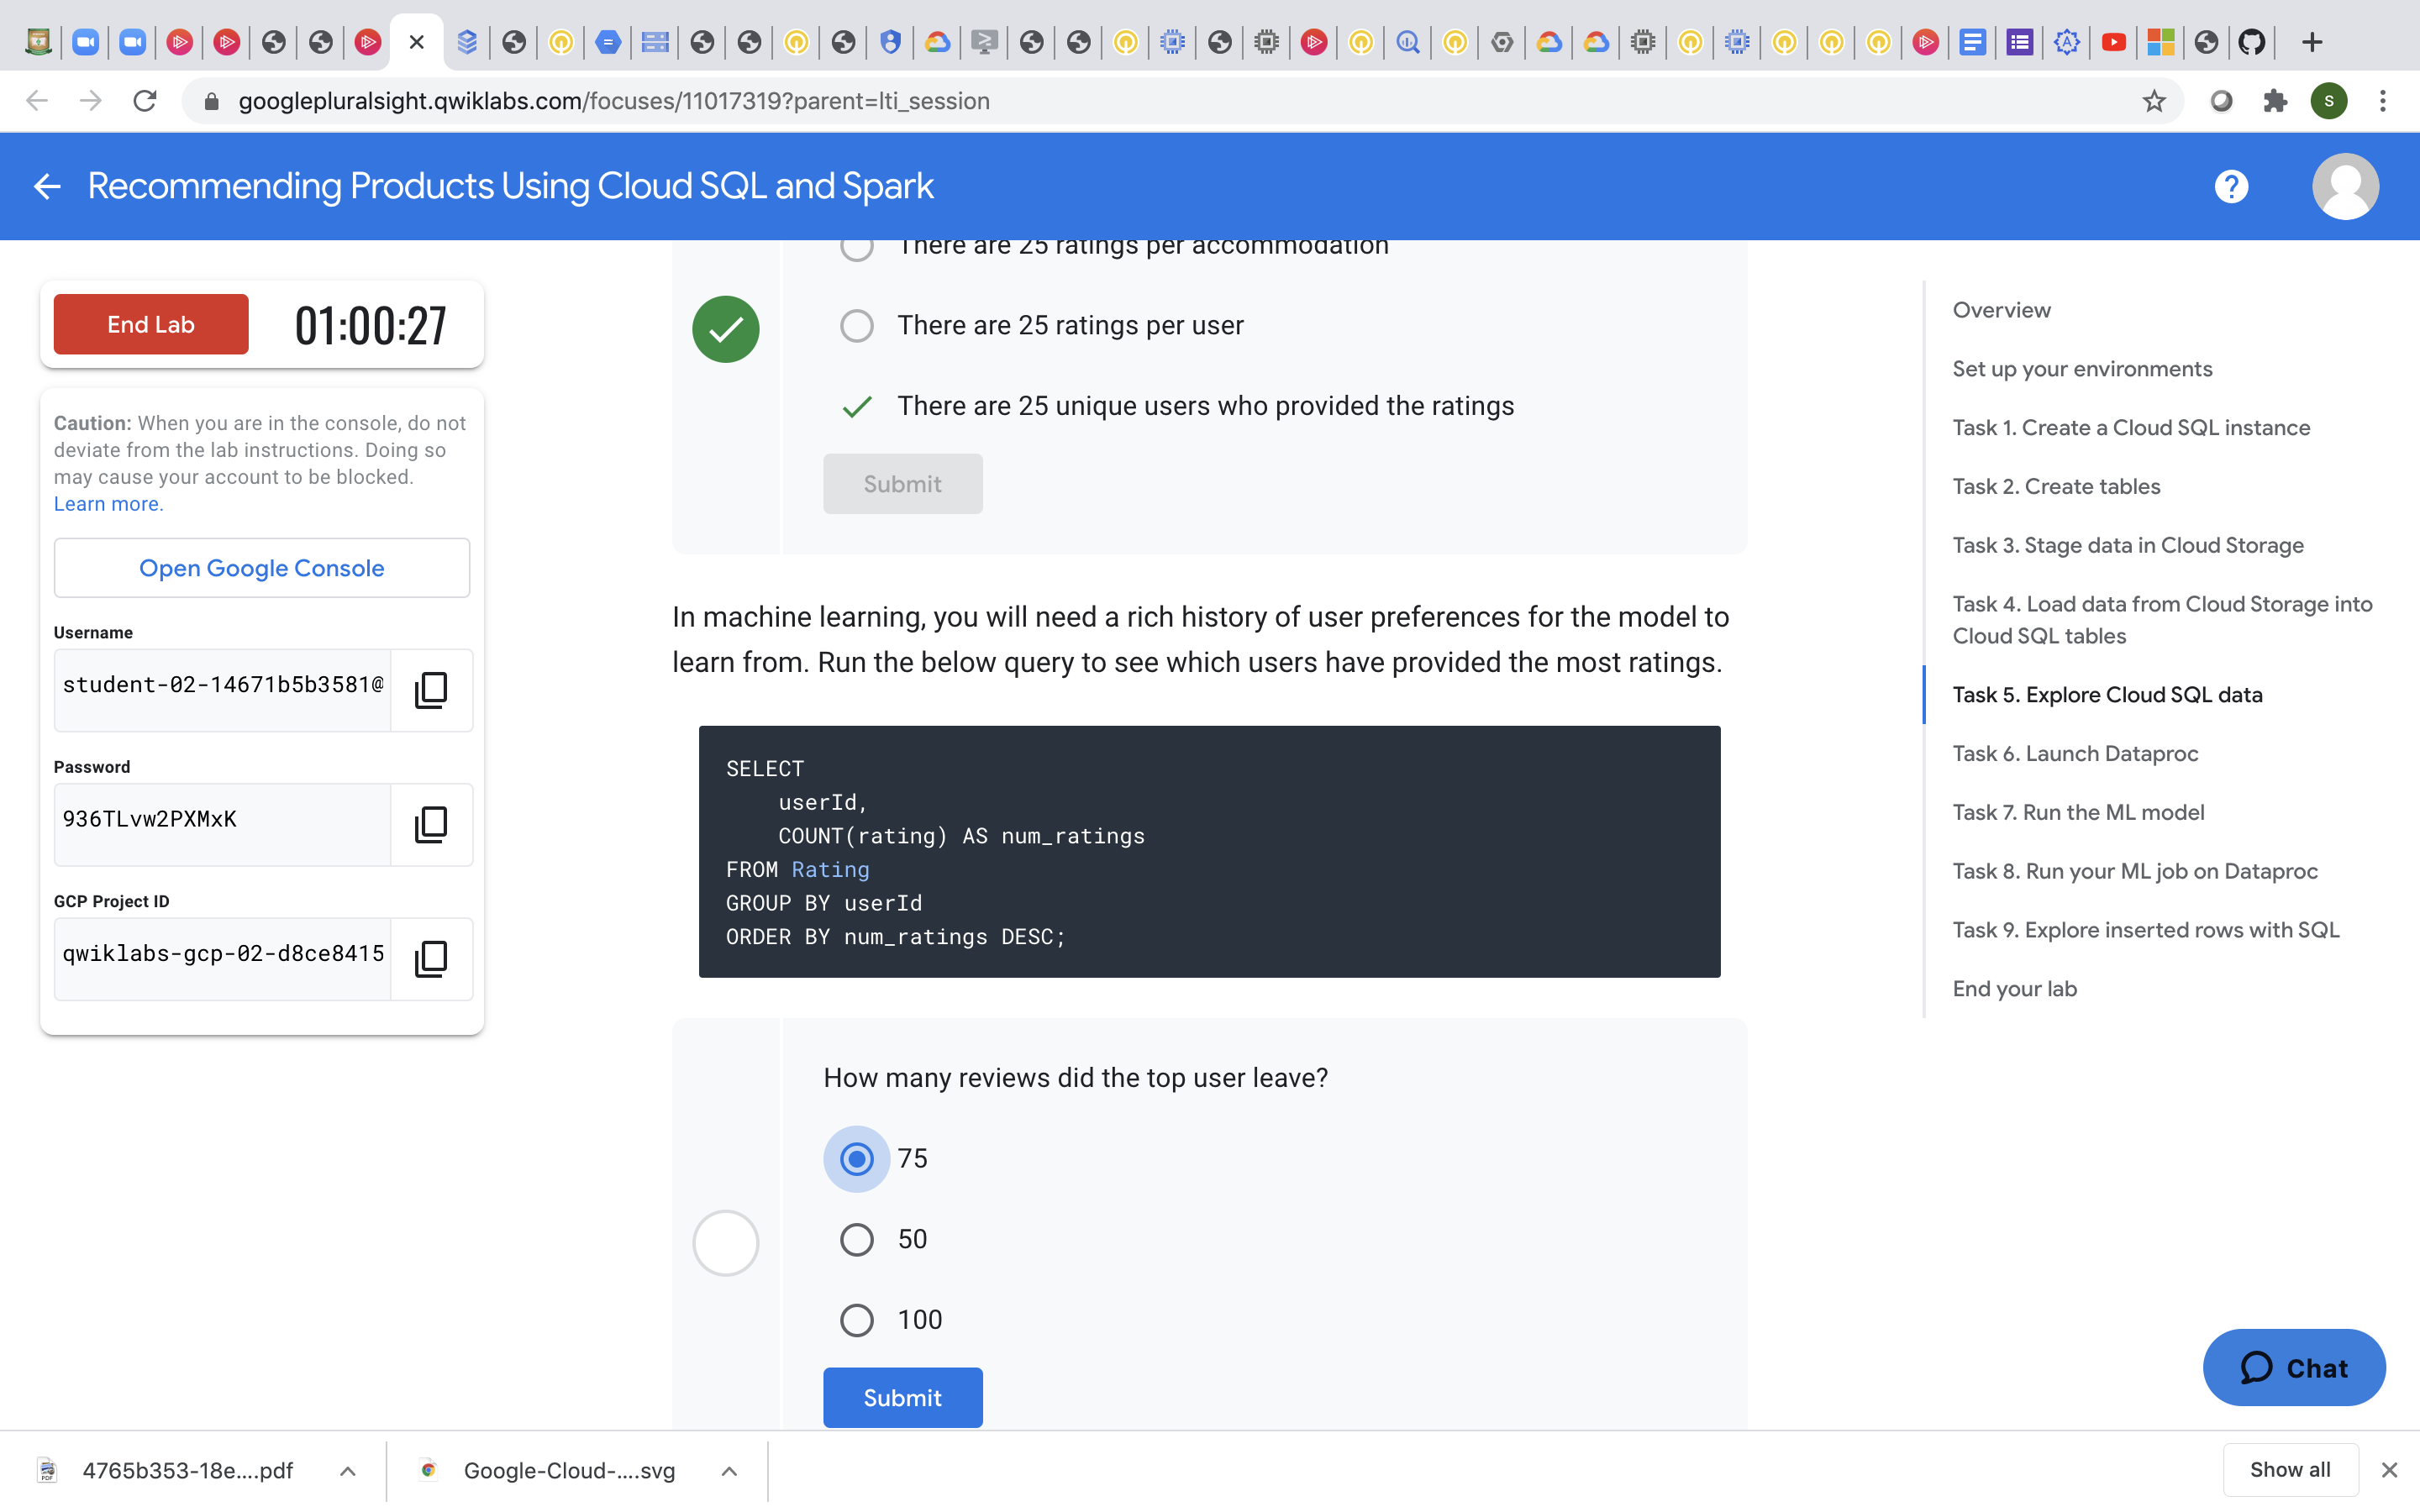 googlepluralsight.qwiklabs.com/focuses/11017319?parent=lti_session
S
Recommending Products Using Cloud SQL and Spark
?
End Lab
01:00:27
Caution: When you are in the console, do not
deviate from the lab instructions. Doing so
may cause your account to be blocked.
Learn more.
Open Google Console
Username
student-02-14671b5b3581@
Password
936TLvw2PXMxK
GCP Project ID
qwiklabs-gcp-02-d8ce8415
There are 25 ratings per accommodation
There are 25 ratings per user
There are 25 unique users who provided the ratings
Submit
In machine learning, you will need a rich history of user preferences for the model to
learn from. Run the below query to see which users have provided the most ratings.
SELECT
userId,
COUNT(rating) AS num_ratings
FROM Rating
GROUP BY userId
ORDER BY num_ratings DESC;
How many reviews did the top user leave?
75
50
100
Submit
Overview
Set up your environments
Task 1. Create a Cloud SQL instance
Task 2. Create tables
Task 3. Stage data in Cloud Storage
Task 4. Load data from Cloud Storage into
Cloud SQL tables
Task 5. Explore Cloud SQL data
Task 6. Launch Dataproc
Task 7. Run the ML model
Task 8. Run your ML job on Dataproc
Task 9. Explore inserted rows with SQL
End your lab
Chat
4765b353-18e....pdf
Google-Cloud-....svg
Show all